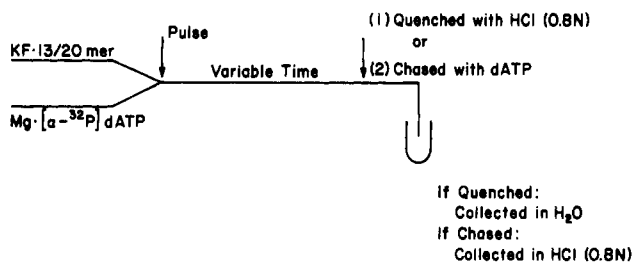 KF·13/20 mer
Mg·[α-³²P] dATP
Pulse
Variable Time
(1) Quenched with HCl (0.8N)
or
(2) Chased with dATP
If Quenched:
Collected in H₂O
If Chased:
Collected in HCl (0.8N)